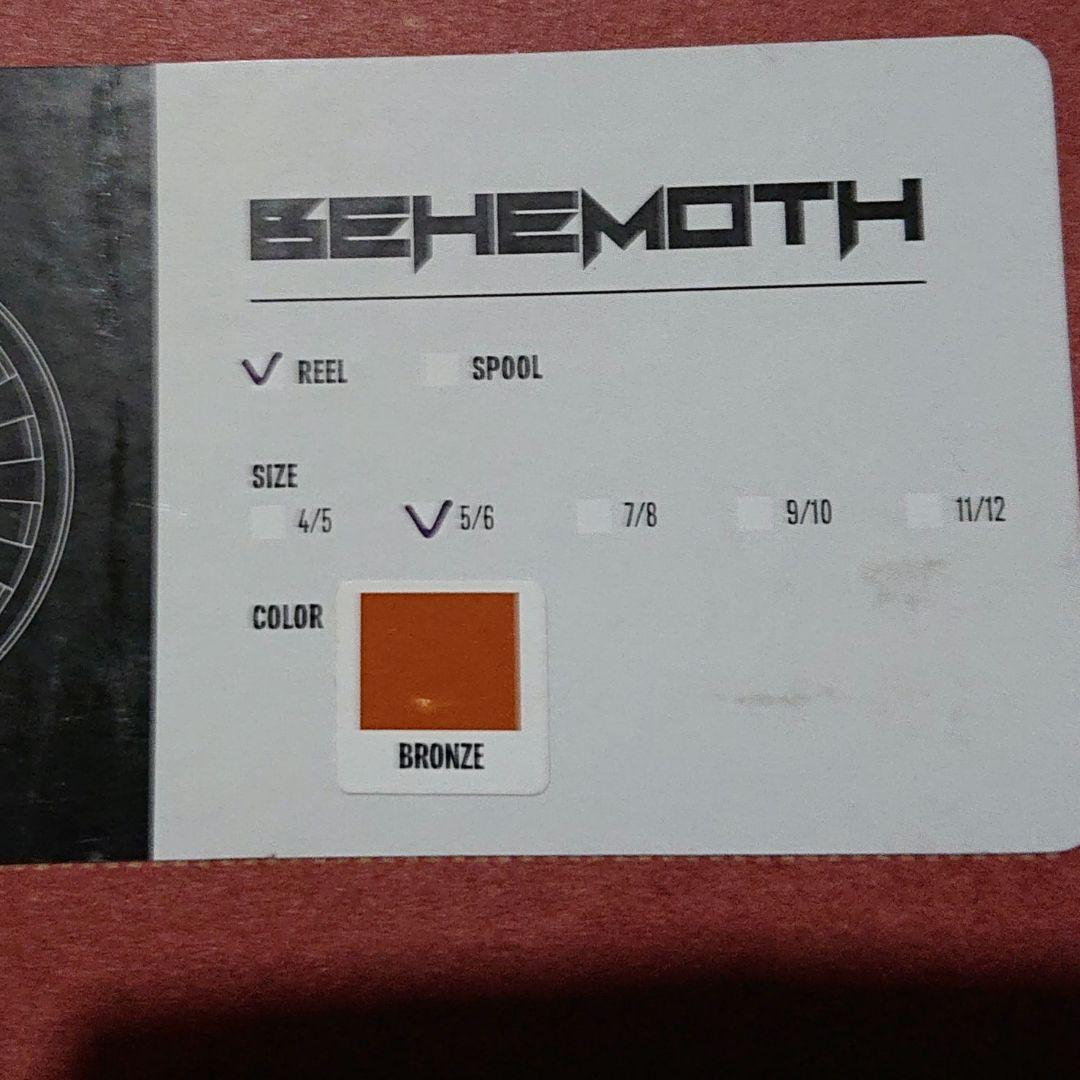 BEHEMOTH
REEL SPOOL
SIZE
4/5 5/6 7/8 9/10 11/12
COLOR
BRONZE